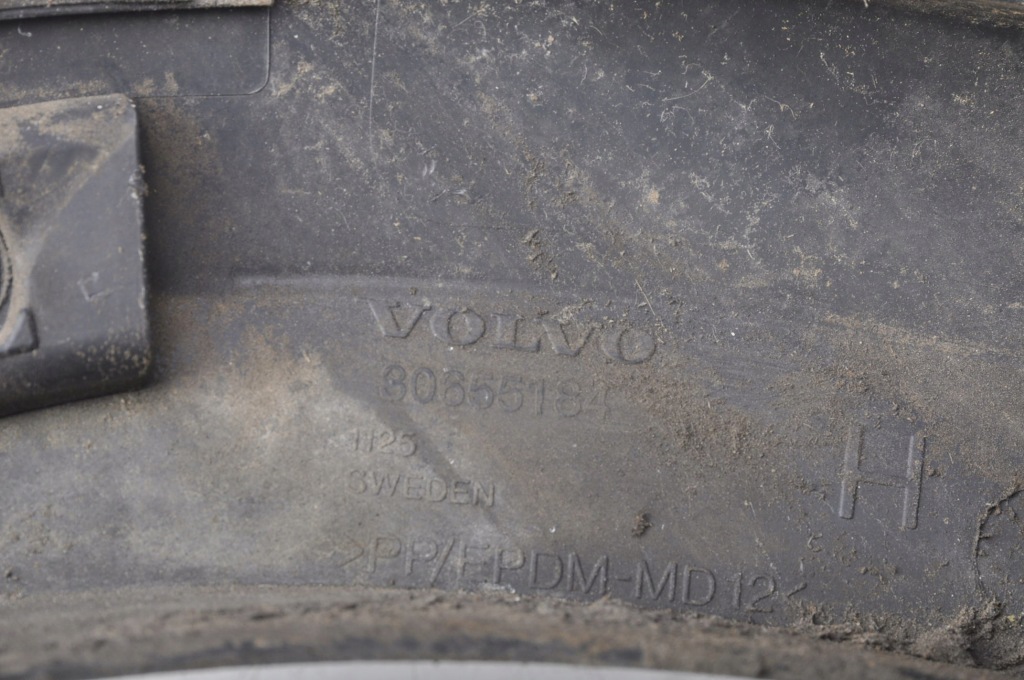 VOLVO
30655184
1125
SWEDEN
H
>PP/EPDM-MD12<